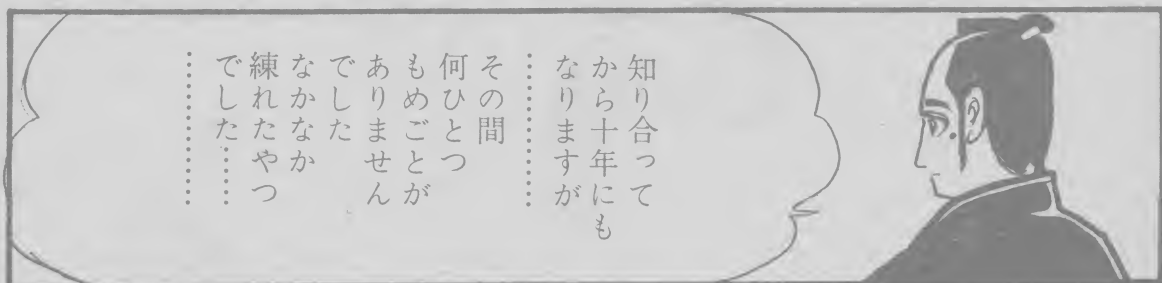 知り合って
から十年にも
なりますが
………
その間
何ひとつ
もめごとが
ありません
でした
なかなか
練れたやつ
でした……
………